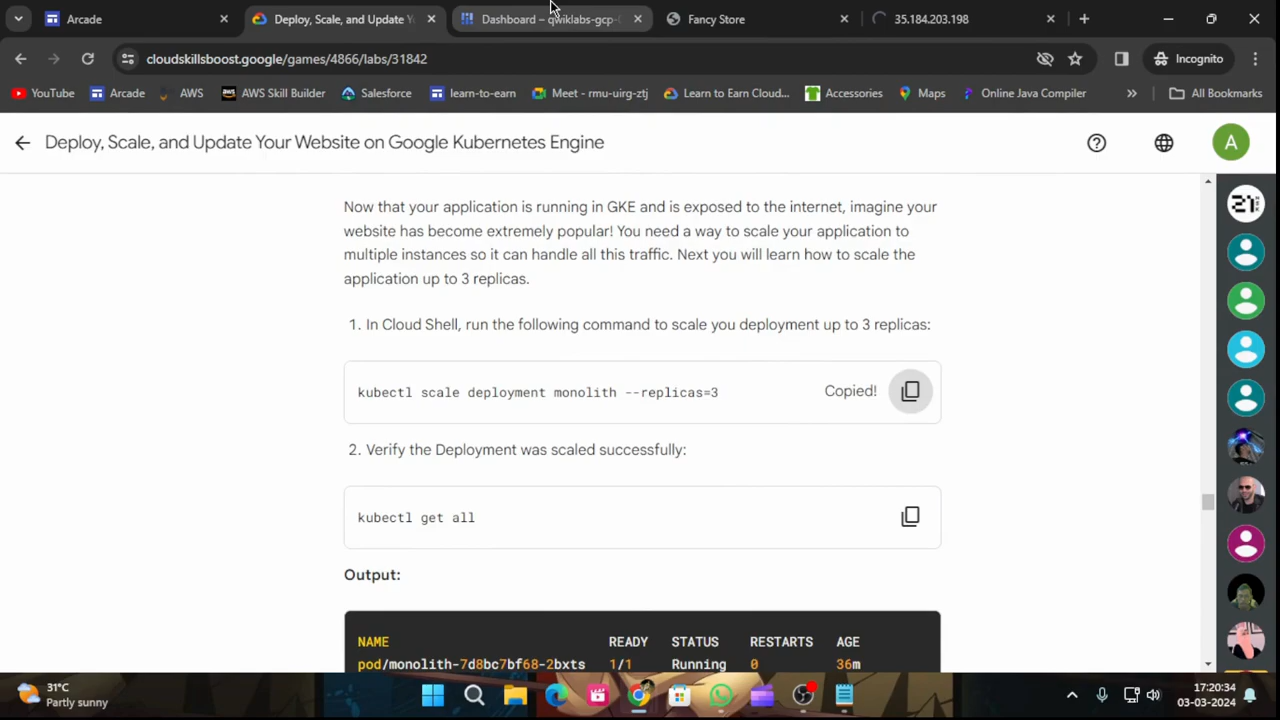 Arcade
Deploy, Scale, and Update Y
Dashboard – qwiklabs-gcp-
Fancy Store
35.184.203.198
cloudskillsboost.google/games/4866/labs/31842
Incognito
YouTube
Arcade
AWS
AWS Skill Builder
Salesforce
learn-to-earn
Meet - rmu-uirg-ztj
Learn to Earn Cloud...
Accessories
Maps
Online Java Compiler
All Bookmarks
Deploy, Scale, and Update Your Website on Google Kubernetes Engine
A
Now that your application is running in GKE and is exposed to the internet, imagine your
website has become extremely popular! You need a way to scale your application to
multiple instances so it can handle all this traffic. Next you will learn how to scale the
application up to 3 replicas.
1. In Cloud Shell, run the following command to scale you deployment up to 3 replicas:
kubectl scale deployment monolith --replicas=3
Copied!
2. Verify the Deployment was scaled successfully:
kubectl get all
Output:
NAME READY STATUS RESTARTS AGE
pod/monolith-7d8bc7bf68-2bxts 1/1 Running 0 36m
31°C
Partly sunny
17:20:34
03-03-2024